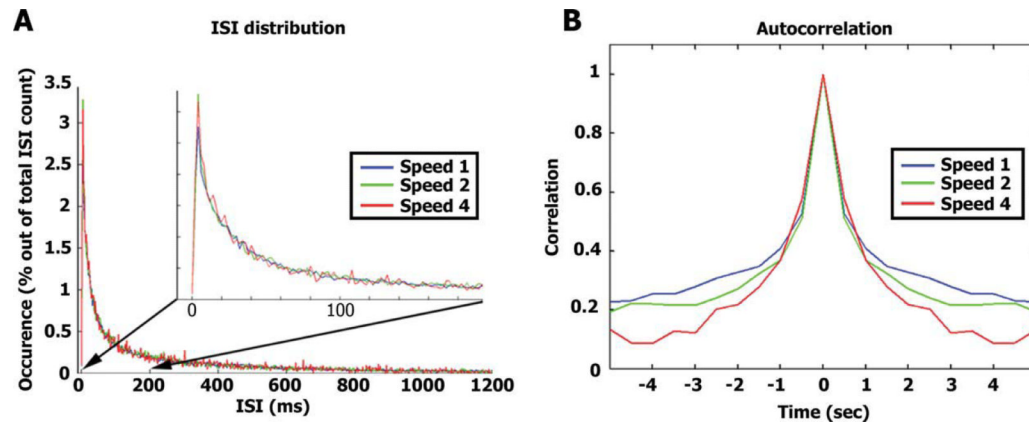 A
ISI distribution
Occurence (% out of total ISI count)
3.5
3
2.5
2
1.5
1
0.5
0
0
200
400
600
800
1000
1200
ISI (ms)
0
100
Speed 1
Speed 2
Speed 4
B
Autocorrelation
Correlation
1
0.8
0.6
0.4
0.2
0
-4
-3
-2
-1
0
1
2
3
4
Time (sec)
Speed 1
Speed 2
Speed 4